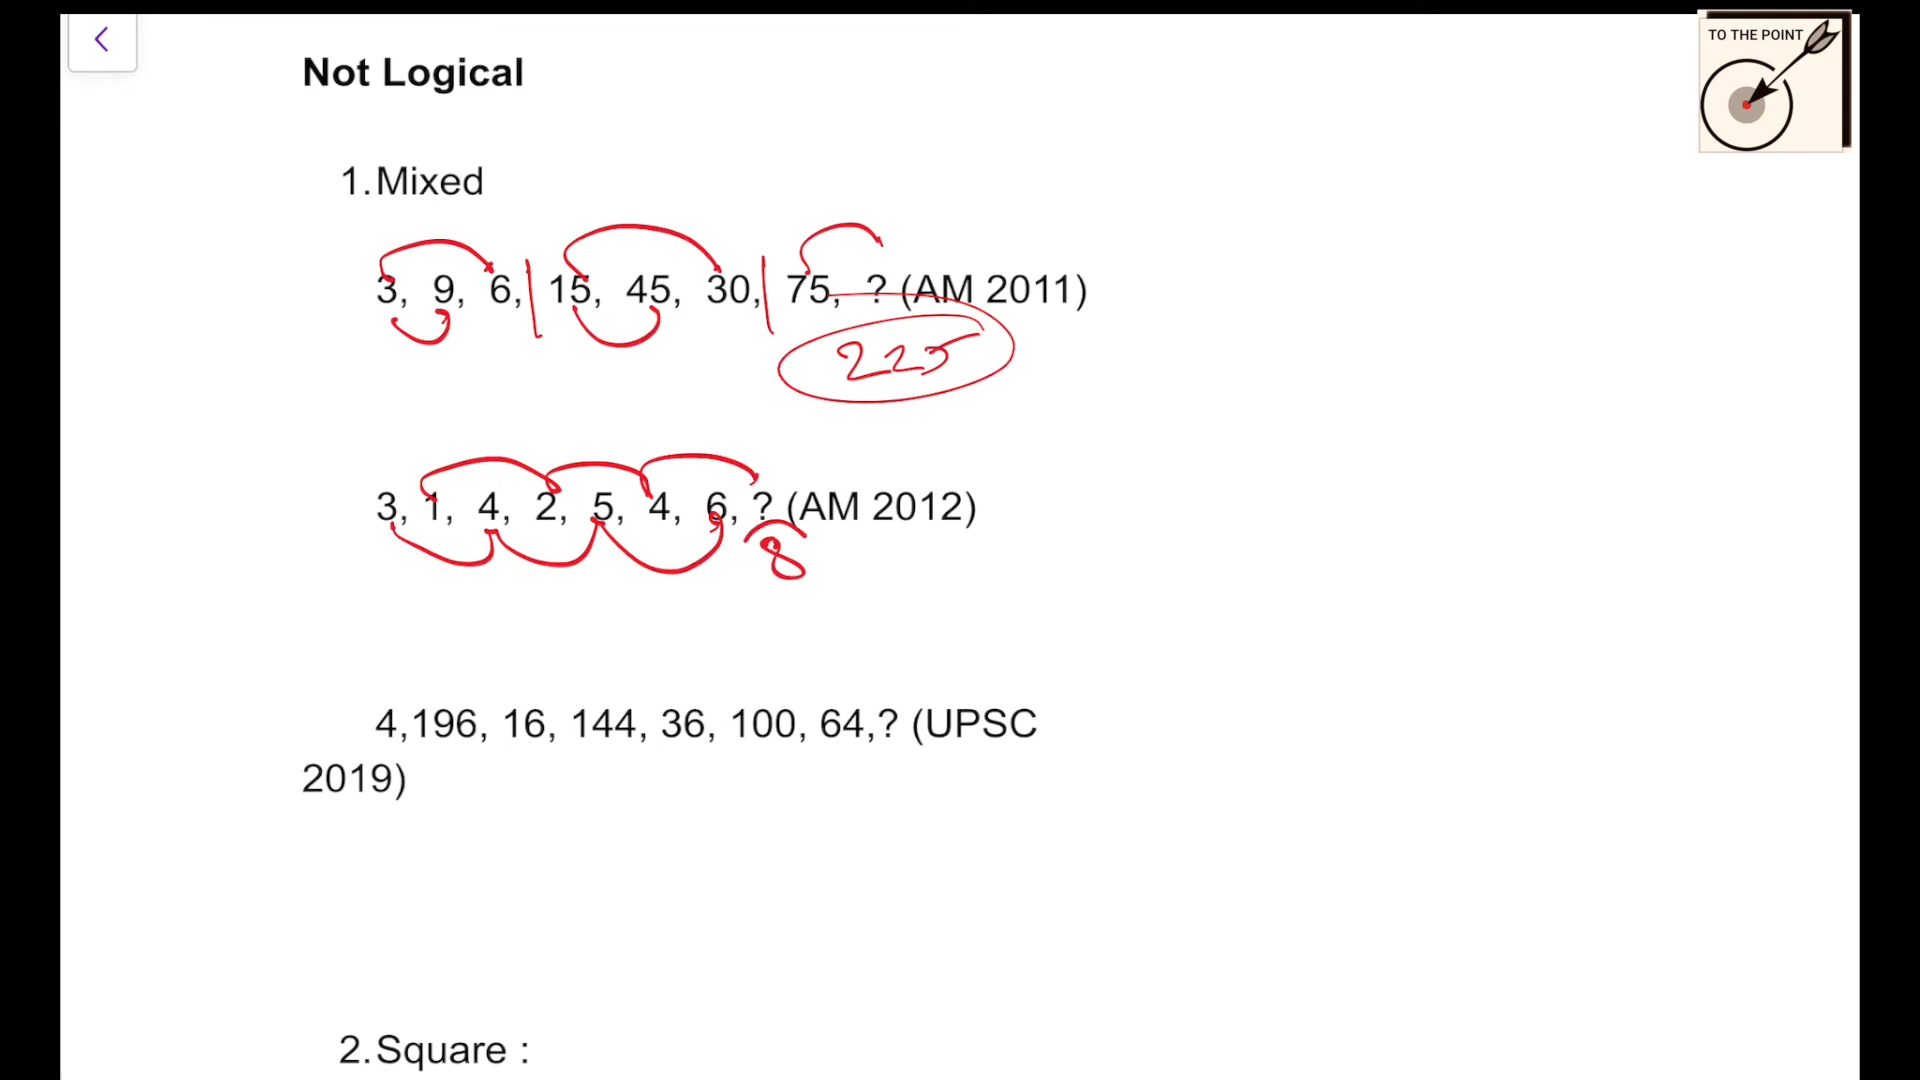 TO THE POINT
Not Logical
1. Mixed
3, 9, 6, | 15, 45, 30, | 75, ? (AM 2011)
225
3, 1, 4, 2, 5, 4, 6, ? (AM 2012)
8
4,196, 16, 144, 36, 100, 64,? (UPSC
2019)
2. Square :